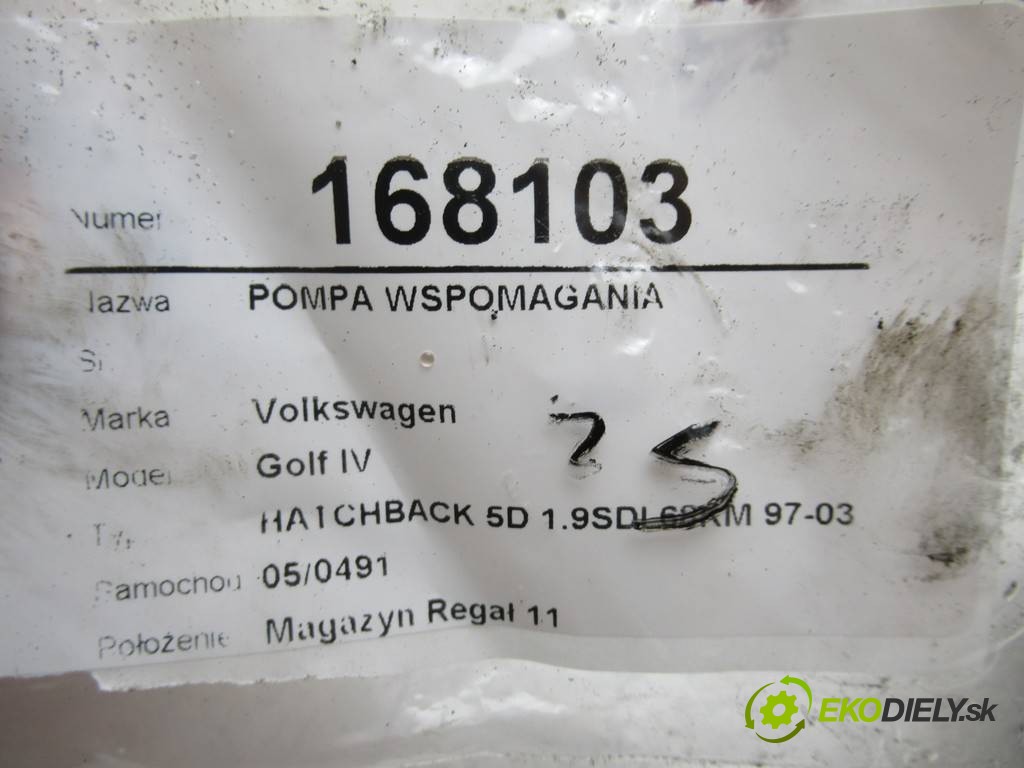 Numer 168103
Nazwa POMPA WSPOMAGANIA
Marka Volkswagen
Model Golf IV
25
Typ HATCHBACK 5D 1.9SDI 68KM 97-03
Samochod 05/0491
Położenie Magazyn Regał 11
EKODIELY.sk